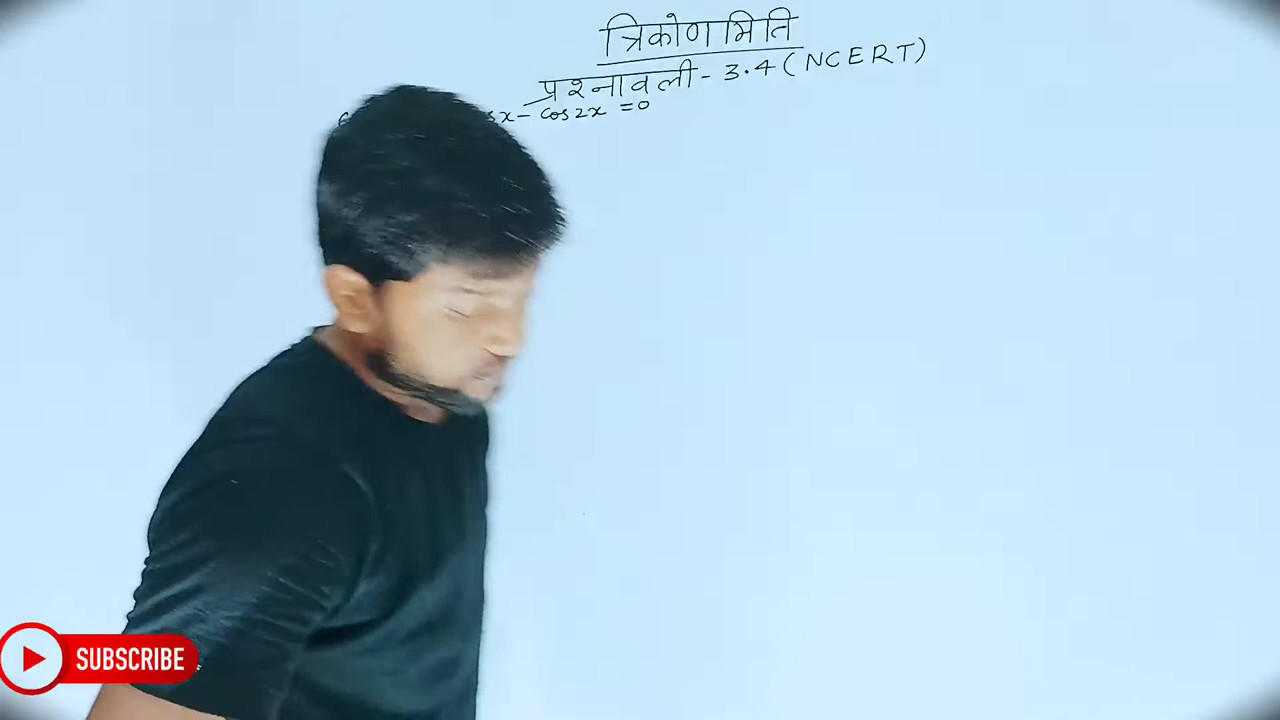 त्रिकोणमिति
प्रश्नावली - 3.4 (NCERT)
- cos2x = 0
SUBSCRIBE